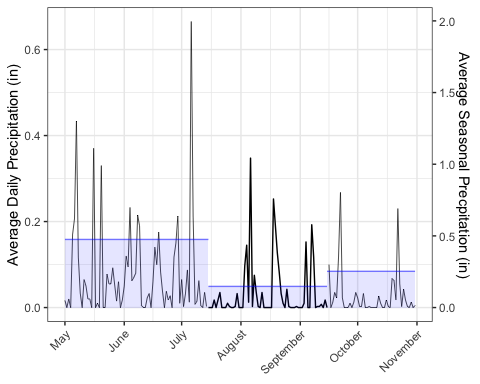 Average Daily Precipitation (in)
0.6
0.4
0.2
0.0
2.0
1.5
1.0
0.5
0.0
Average Seasonal Precpitation (in)
May
June
July
August
September
October
November